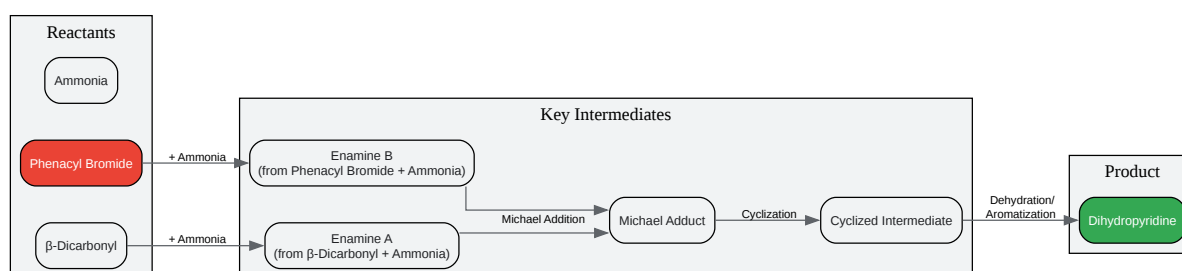 Reactants
Ammonia
Phenacyl Bromide
β-Dicarbonyl
+ Ammonia
+ Ammonia
Key Intermediates
Enamine B
(from Phenacyl Bromide + Ammonia)
Enamine A
(from β-Dicarbonyl + Ammonia)
Michael Addition
Michael Adduct
Cyclization
Cyclized Intermediate
Dehydration/
Aromatization
Product
Dihydropyridine